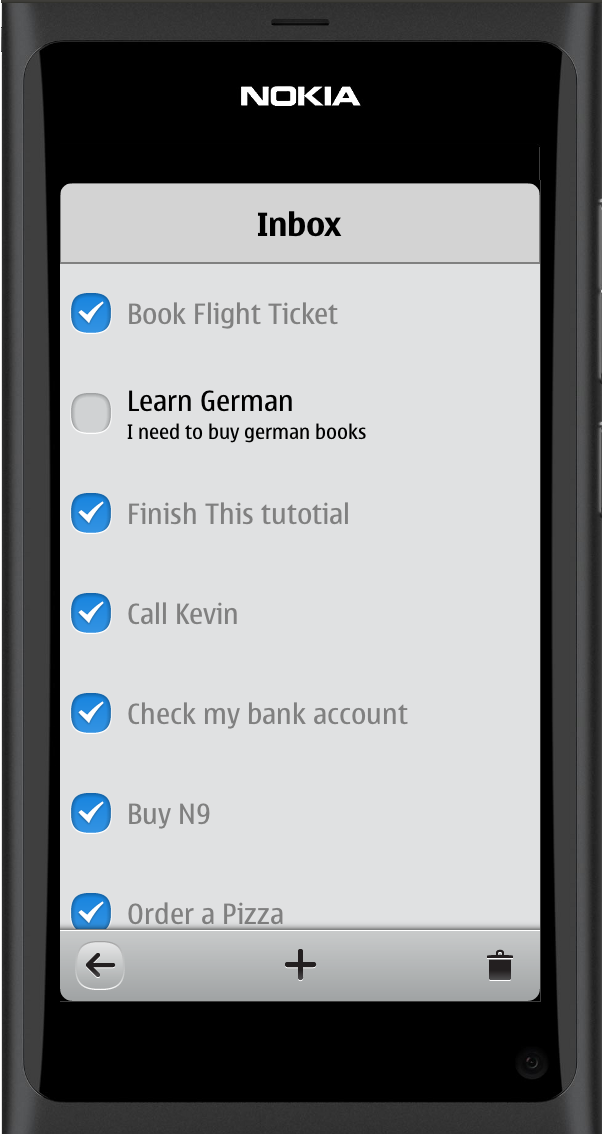 NOKIA
Inbox
Book Flight Ticket
Learn German
I need to buy german books
Finish This tutotial
Call Kevin
Check my bank account
Buy N9
Order a Pizza